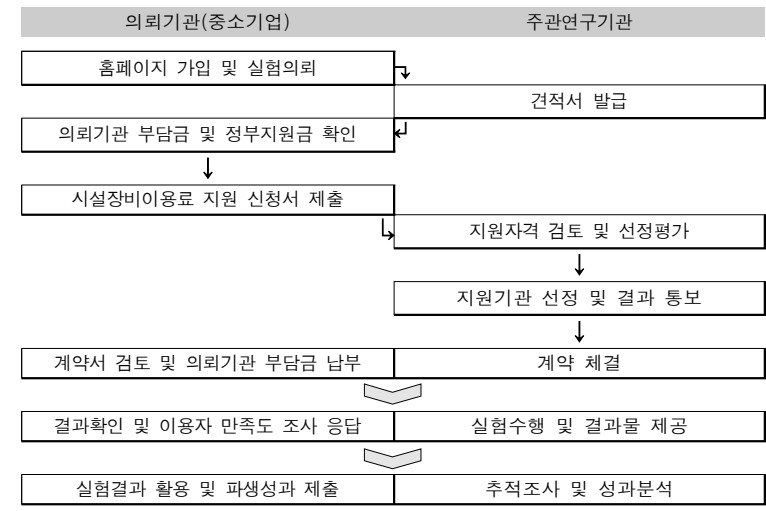 의뢰기관(중소기업) 주관연구기관
홈페이지 가입 및 실험의뢰
견적서 발급
의뢰기관 부담금 및 정부지원금 확인
시설장비이용료 지원 신청서 제출
지원자격 검토 및 선정평가
지원기관 선정 및 결과 통보
계약서 검토 및 의뢰기관 부담금 납부 계약 체결
결과확인 및 이용자 만족도 조사 응답 실험수행 및 결과물 제공
실험결과 활용 및 파생성과 제출 추적조사 및 성과분석